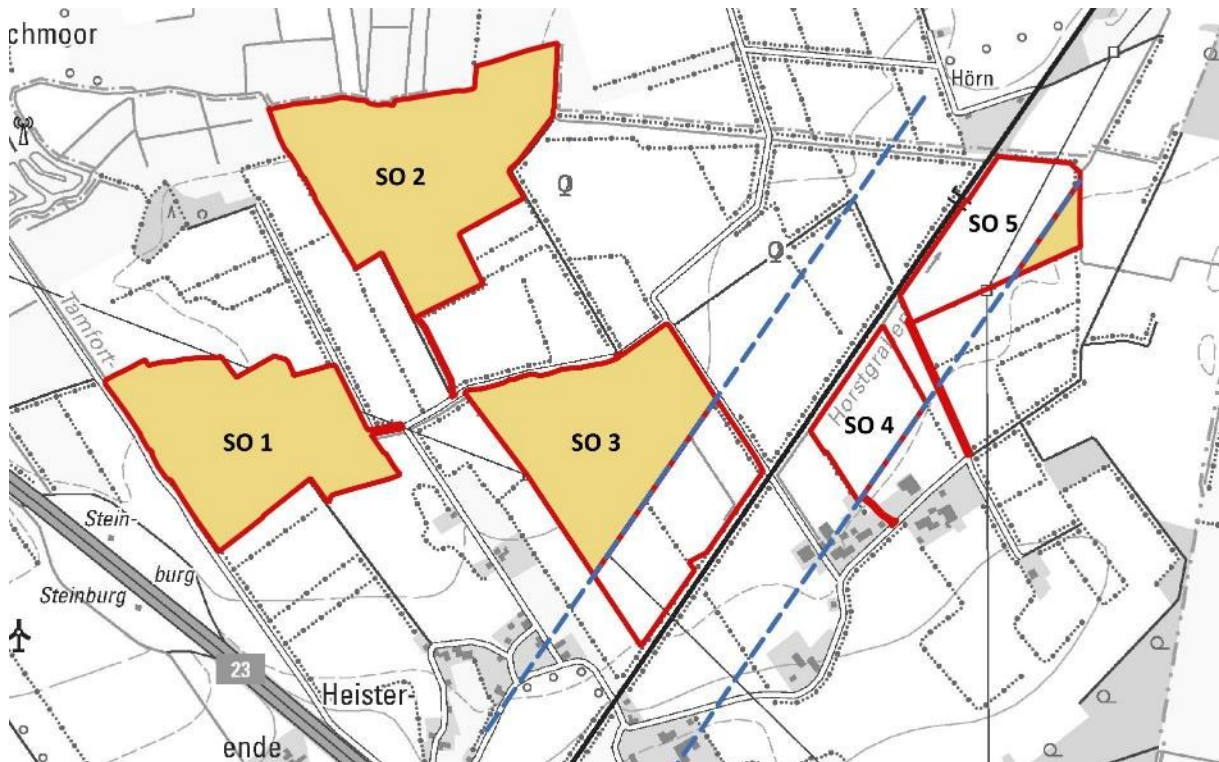 chmoor
Hörn
SO 2
SO 5
Tamfort-
Horstgraben
SO 4
SO 1
SO 3
Stein-
burg
Steinburg
23
Heister-
ende